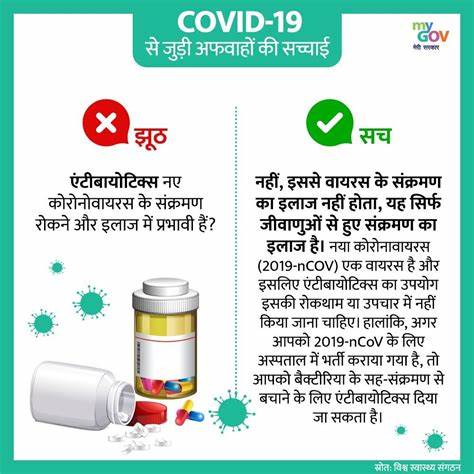 COVID-19
से जुड़ी अफवाहों की सच्चाई
my
GOV
मेरी सरकार
झूठ
एंटीबायोटिक्स नए
कोरोनोवायरस के संक्रमण
रोकने और इलाज में प्रभावी हैं?
सच
नहीं, इससे वायरस के संक्रमण
का इलाज नहीं होता, यह सिर्फ
जीवाणुओं से हुए संक्रमण का
इलाज है। नया कोरोनावायरस
(2019-nCOV) एक वायरस है और
इसलिए एंटीबायोटिक्स का उपयोग
इसकी रोकथाम या उपचार में नहीं
किया जाना चाहिए। हालांकि, अगर
आपको 2019-nCoV के लिए
अस्पताल में भर्ती कराया गया है, तो
आपको बैक्टीरिया के सह-संक्रमण से
बचाने के लिए एंटीबायोटिक्स दिया
जा सकता है।
स्रोत: विश्व स्वास्थ्य संगठन